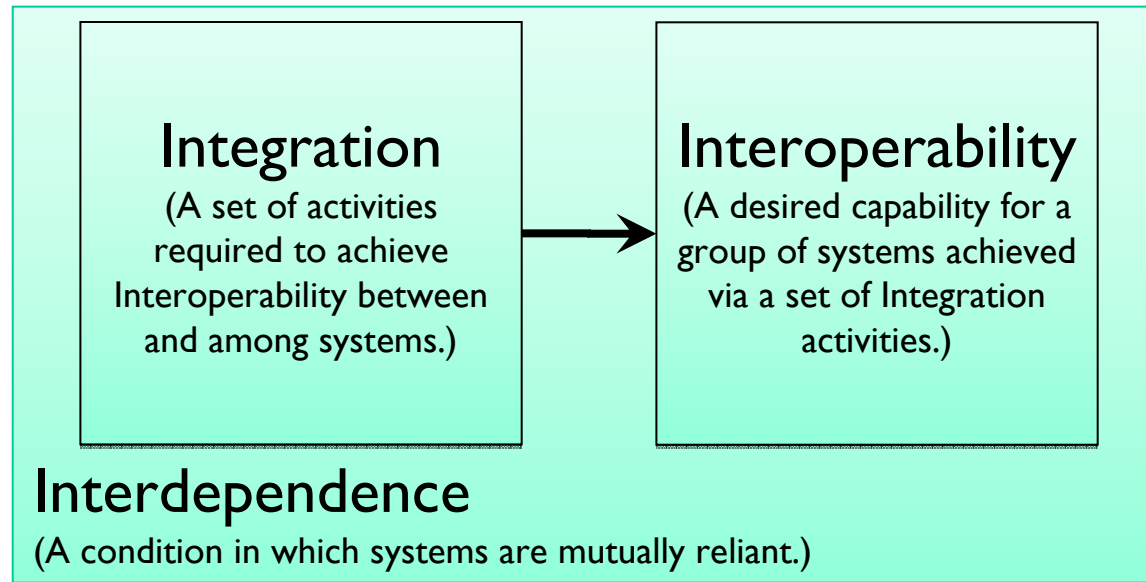 Integration
(A set of activities
required to achieve
Interoperability between
and among systems.)
Interoperability
(A desired capability for a
group of systems achieved
via a set of Integration
activities.)
Interdependence
(A condition in which systems are mutually reliant.)